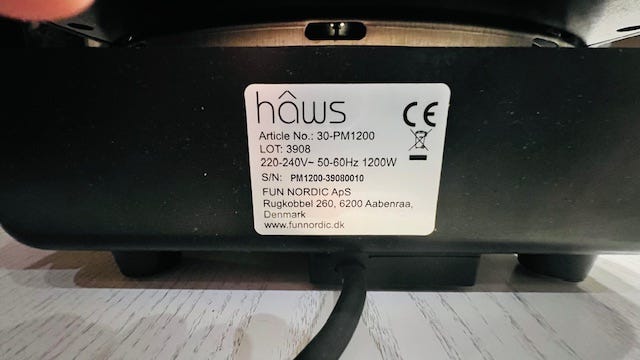 hâws
CE
Article No.: 30-PM1200
LOT: 3908
220-240V~ 50-60Hz 1200W
S/N: PM1200-39080010
FUN NORDIC ApS
Rugkobbel 260, 6200 Aabenraa,
Denmark
www.funnordic.dk